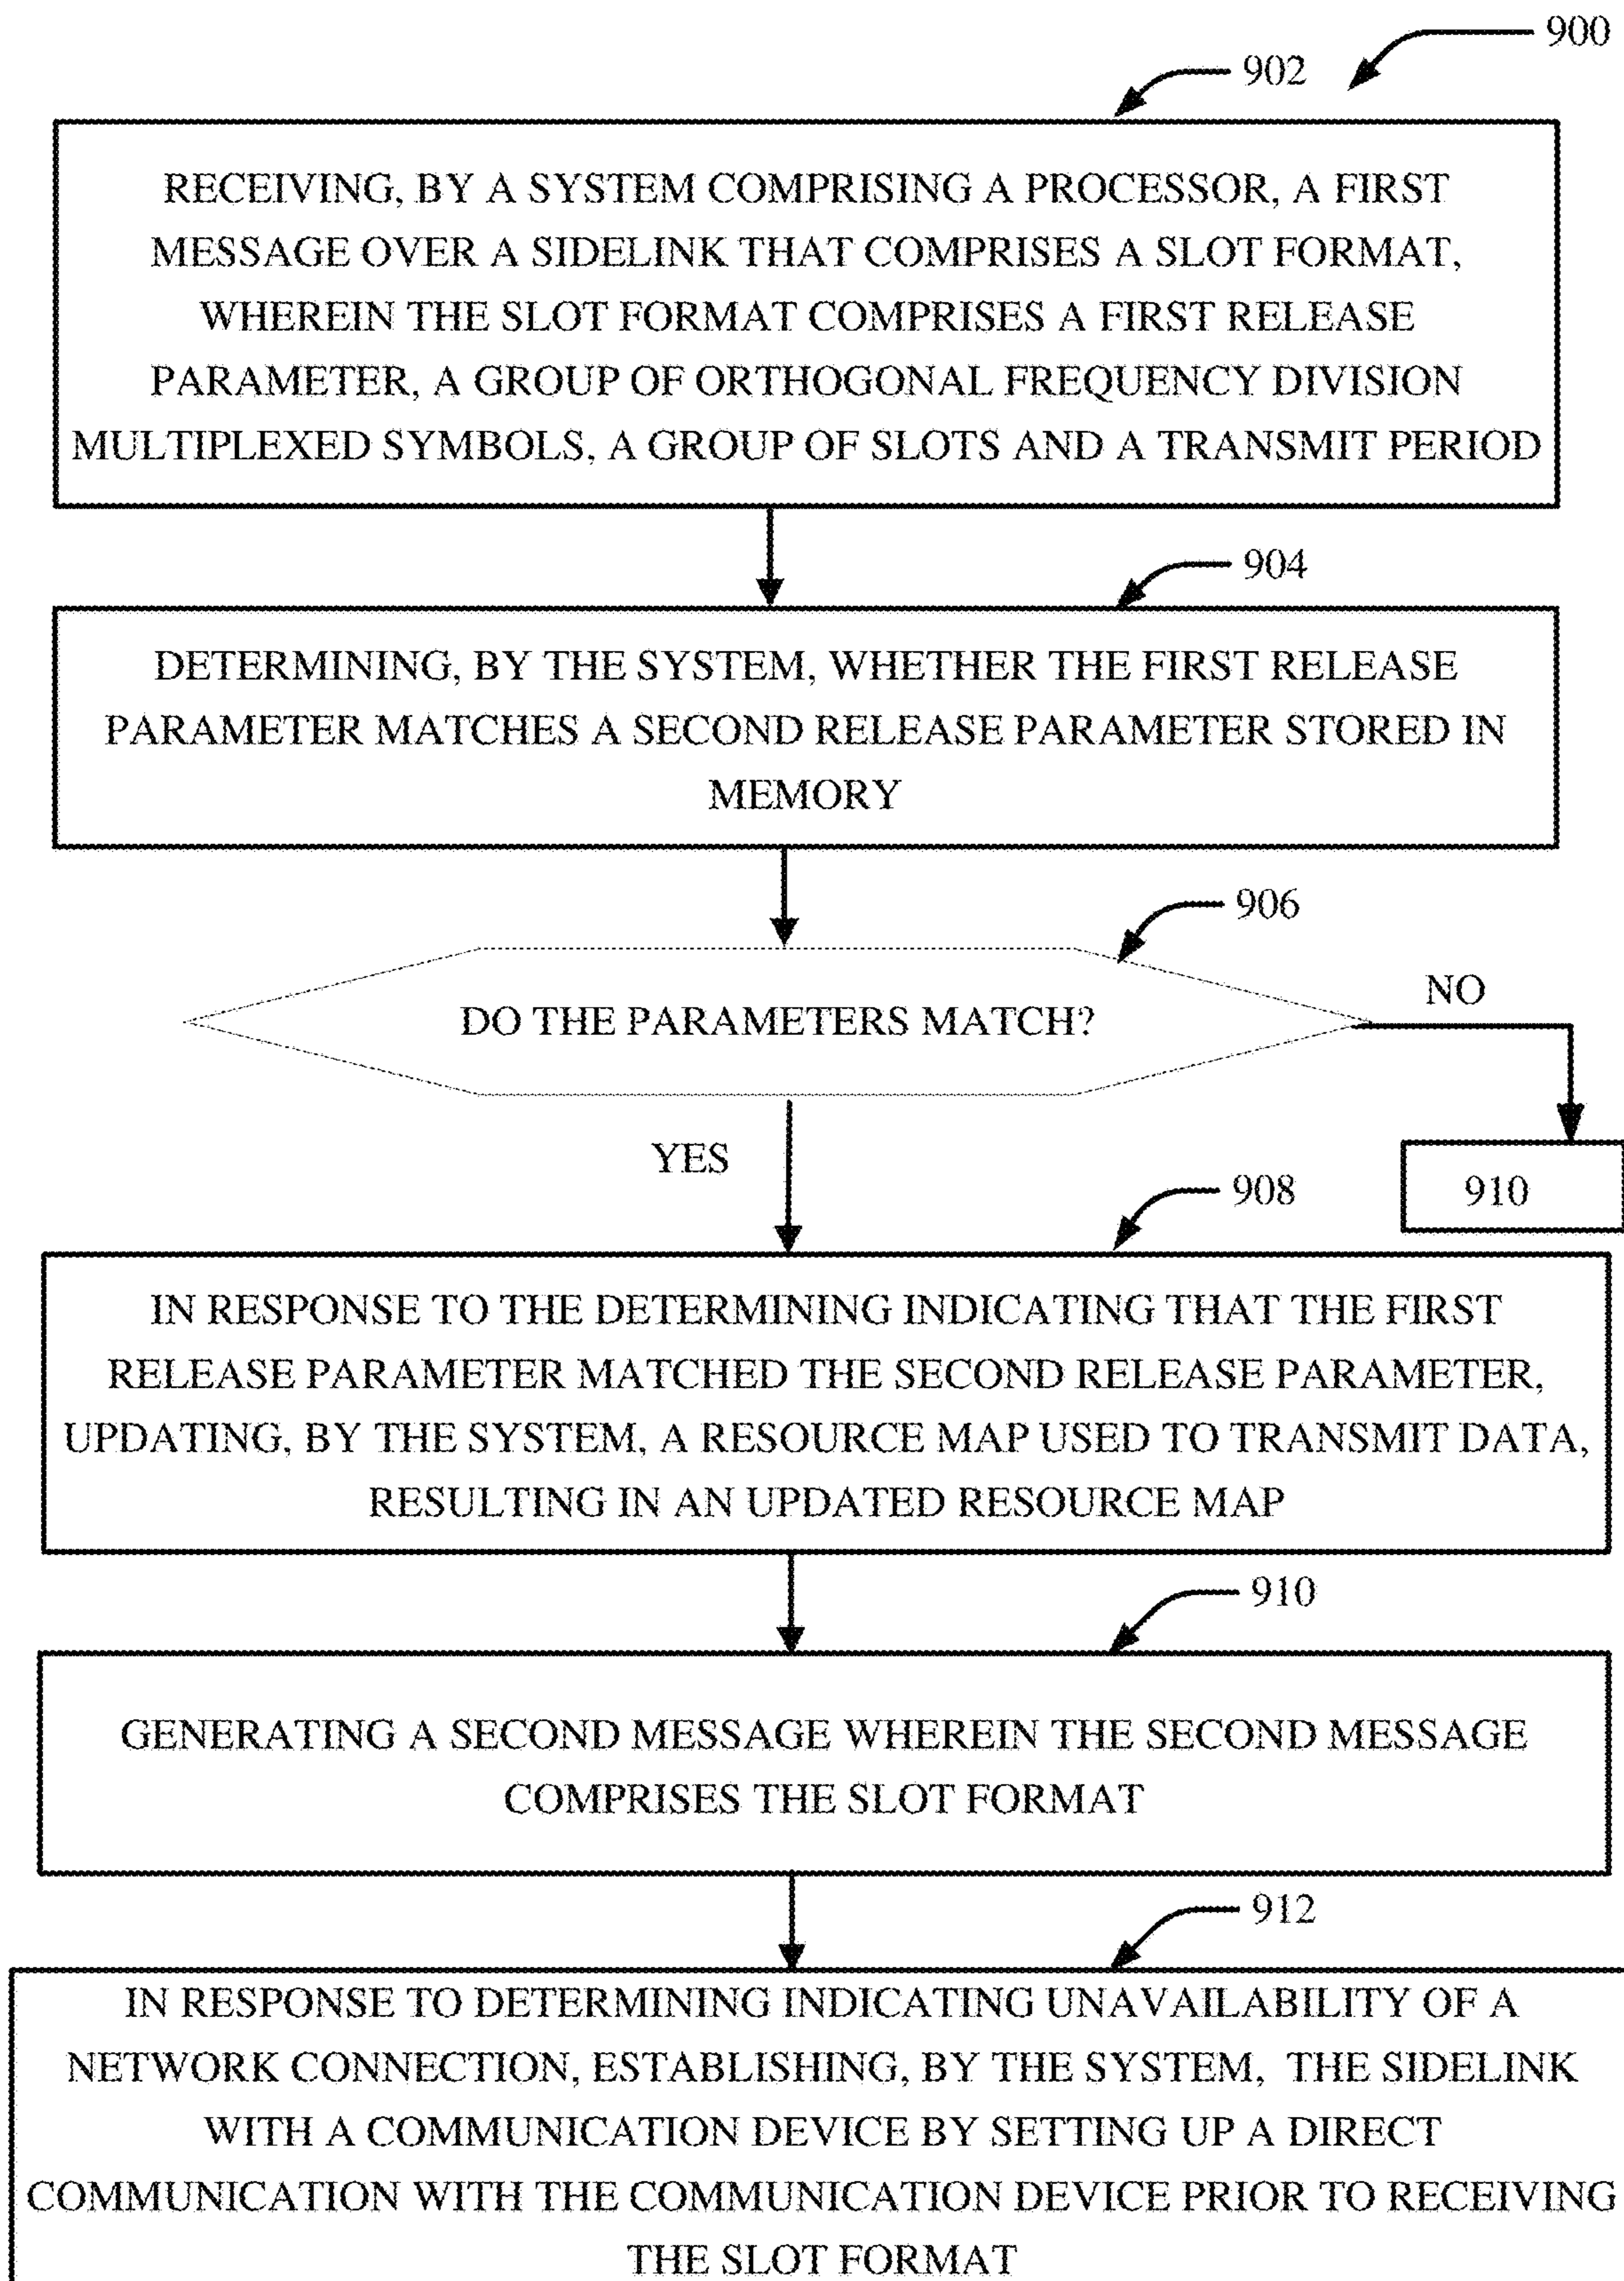 900
902
RECEIVING, BY A SYSTEM COMPRISING A PROCESSOR, A FIRST
MESSAGE OVER A SIDELINK THAT COMPRISES A SLOT FORMAT,
WHEREIN THE SLOT FORMAT COMPRISES A FIRST RELEASE
PARAMETER, A GROUP OF ORTHOGONAL FREQUENCY DIVISION
MULTIPLEXED SYMBOLS, A GROUP OF SLOTS AND A TRANSMIT PERIOD
904
DETERMINING, BY THE SYSTEM, WHETHER THE FIRST RELEASE
PARAMETER MATCHES A SECOND RELEASE PARAMETER STORED IN
MEMORY
906
DO THE PARAMETERS MATCH?
NO
YES
910
908
IN RESPONSE TO THE DETERMINING INDICATING THAT THE FIRST
RELEASE PARAMETER MATCHED THE SECOND RELEASE PARAMETER,
UPDATING, BY THE SYSTEM, A RESOURCE MAP USED TO TRANSMIT DATA,
RESULTING IN AN UPDATED RESOURCE MAP
910
GENERATING A SECOND MESSAGE WHEREIN THE SECOND MESSAGE
COMPRISES THE SLOT FORMAT
912
IN RESPONSE TO DETERMINING INDICATING UNAVAILABILITY OF A
NETWORK CONNECTION, ESTABLISHING, BY THE SYSTEM, THE SIDELINK
WITH A COMMUNICATION DEVICE BY SETTING UP A DIRECT
COMMUNICATION WITH THE COMMUNICATION DEVICE PRIOR TO RECEIVING
THE SLOT FORMAT